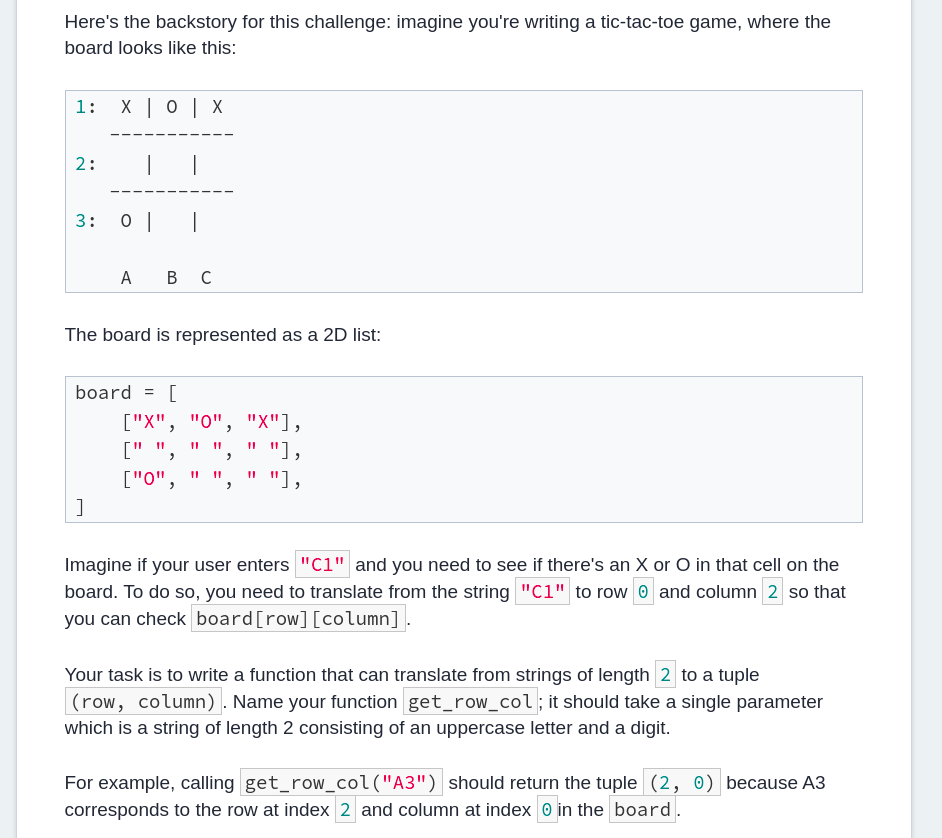 Here's the backstory for this challenge: imagine you're writing a tic-tac-toe game, where the
board looks like this:
1:  X | O | X
   -----------
2:    |   |
   -----------
3:  O |   |
    A   B  C
The board is represented as a 2D list:
board = [
    ["X", "O", "X"],
    [" ", " ", " "],
    ["O", " ", " "],
]
Imagine if your user enters "C1" and you need to see if there's an X or O in that cell on the
board. To do so, you need to translate from the string "C1" to row 0 and column 2 so that
you can check board[row][column].
Your task is to write a function that can translate from strings of length 2 to a tuple
(row, column). Name your function get_row_col; it should take a single parameter
which is a string of length 2 consisting of an uppercase letter and a digit.
For example, calling get_row_col("A3") should return the tuple (2, 0) because A3
corresponds to the row at index 2 and column at index 0in the board.